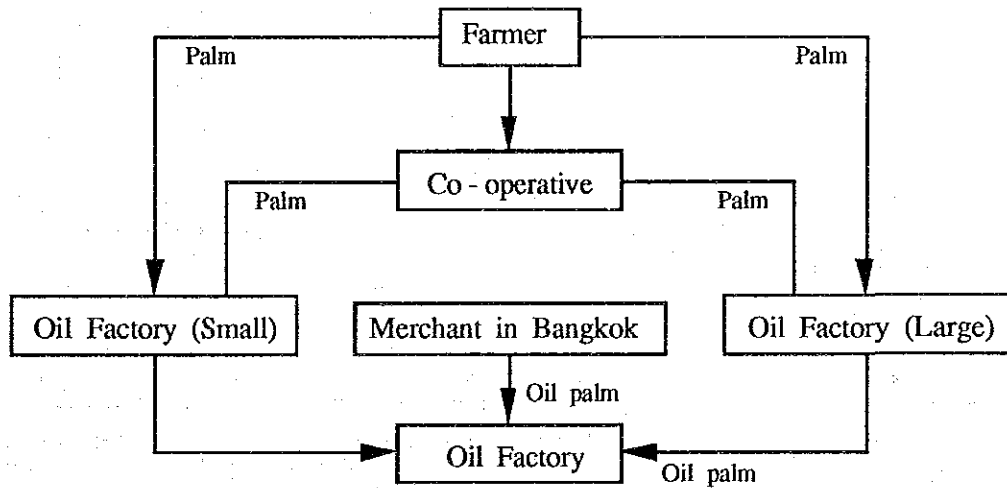 Farmer
Palm
Palm
Co - operative
Palm
Palm
Oil Factory (Small)
Merchant in Bangkok
Oil Factory (Large)
Oil palm
Oil Factory
Oil palm